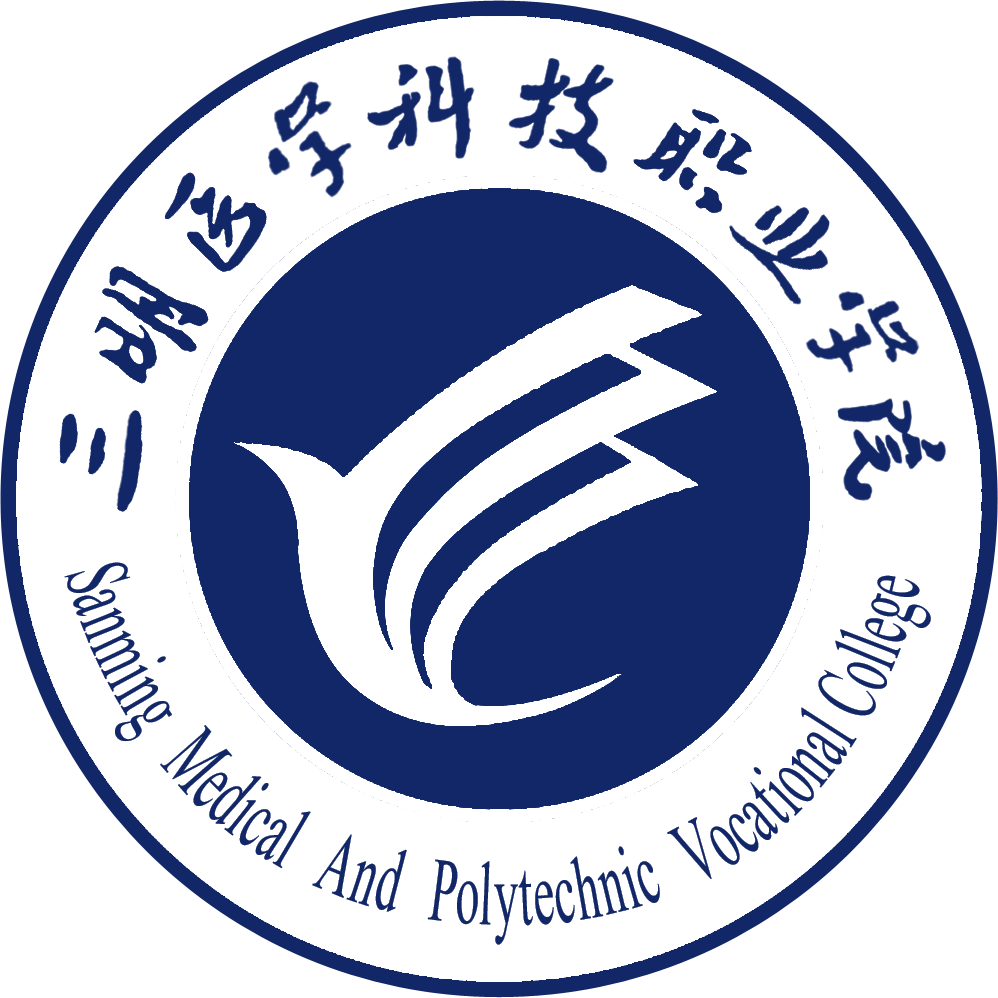 三明医学科技职业学院
Sanming Medical And Polytechnic Vocational College